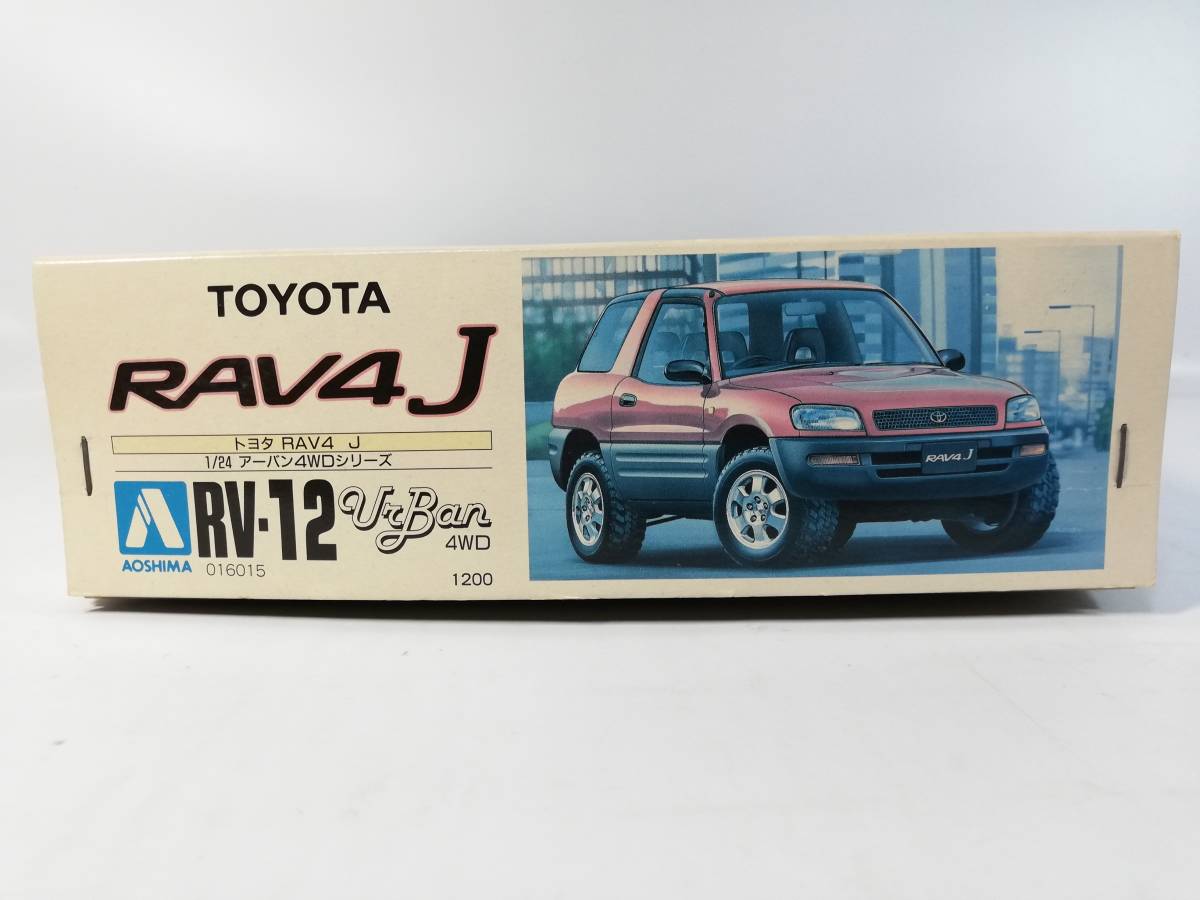 TOYOTA
RAV4 J
トヨタ RAV4 J
1/24 アーバン4WDシリーズ
AOSHIMA
RV-12
016015
UrBan
4WD
1200
RAV4 J